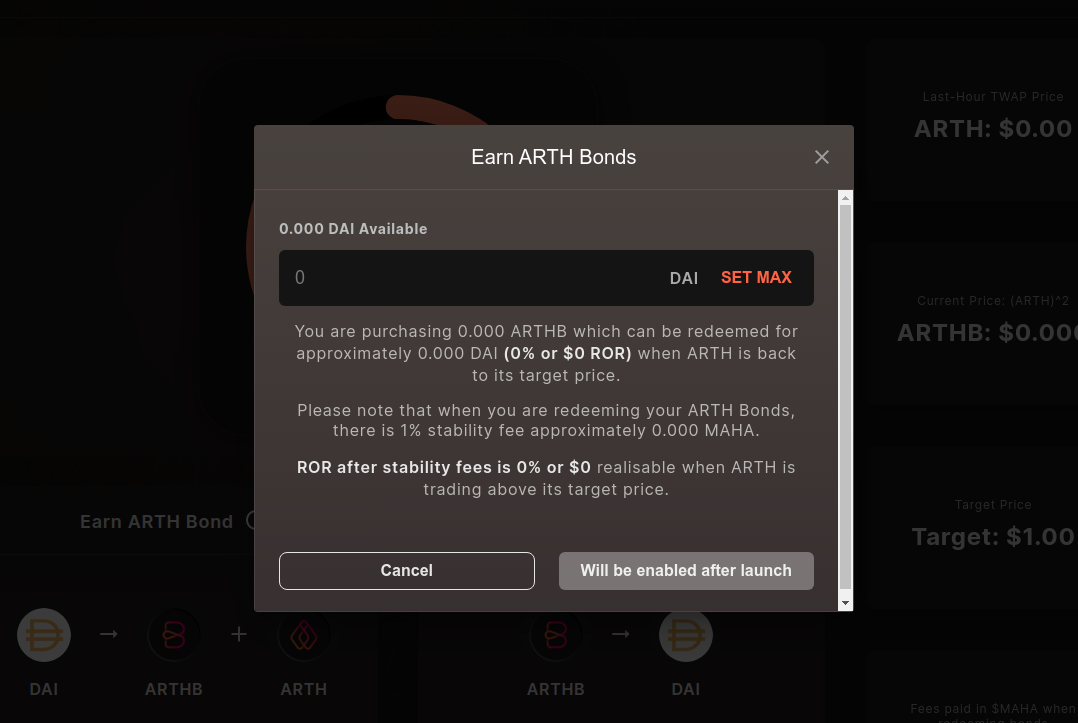 Last-Hour TWAP Price
ARTH: $0.00
Earn ARTH Bonds
0.000 DAI Available
0 DAI SET MAX
You are purchasing 0.000 ARTHB which can be redeemed for
approximately 0.000 DAI (0% or $0 ROR) when ARTH is back
to its target price.
Please note that when you are redeeming your ARTH Bonds,
there is 1% stability fee approximately 0.000 MAHA.
ROR after stability fees is 0% or $0 realisable when ARTH is
trading above its target price.
Cancel
Will be enabled after launch
Current Price: (ARTH)^2
ARTHB: $0.000
Target Price
Target: $1.00
Earn ARTH Bond
DAI
ARTHB
+
ARTH
ARTHB
DAI
Fees paid in $MAHA when
redeeming bonds